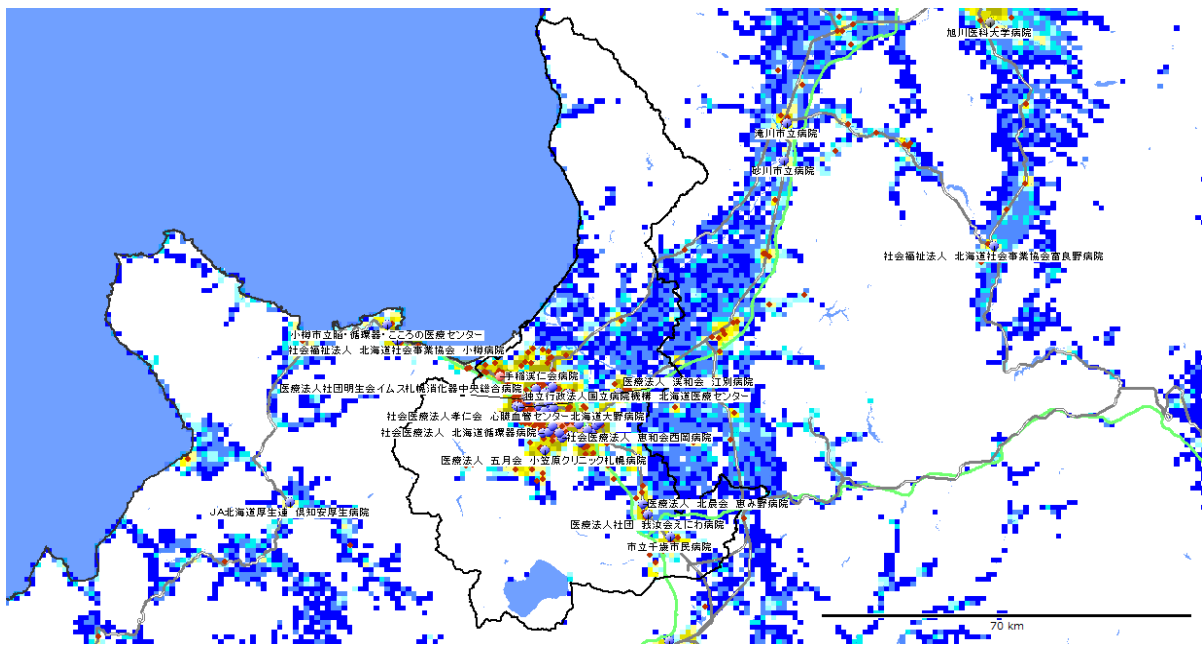 旭川医科大学病院
滝川市立病院
砂川市立病院
社会福祉法人 北海道社会事業協会富良野病院
小樽市立脳・循環器・こころの医療センター
社会福祉法人 北海道社会事業協会 小樽病院
手稲渓仁会病院
医療法人 渓和会 江別病院
医療法人社団明生会イムス札幌消化器中央総合病院
独立行政法人国立病院機構 北海道医療センター
社会医療法人孝仁会 心臓血管センター北海道大野病院
社会医療法人 北海道循環器病院
社会医療法人 恵和会西岡病院
医療法人 五月会 小笠原クリニック札幌病院
JA北海道厚生連 倶知安厚生病院
医療法人 北晨会 恵み野病院
医療法人社団 我汝会えにわ病院
市立千歳市民病院
70 km